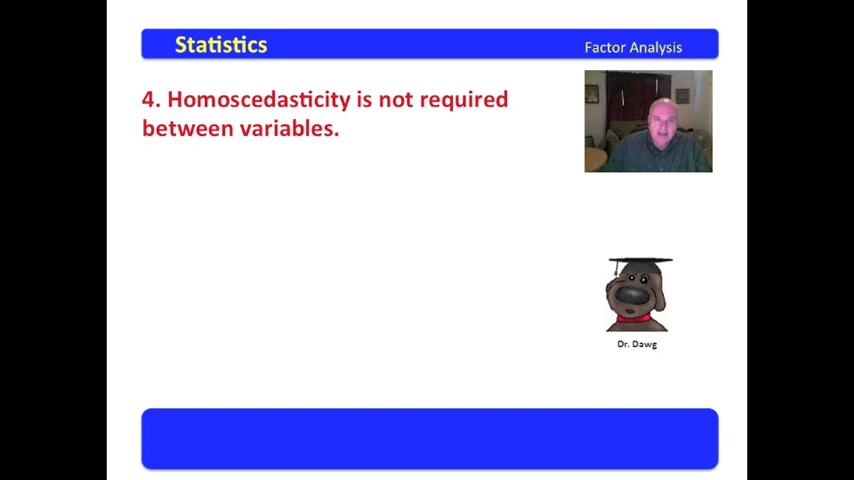 Statistics
Factor Analysis
4. Homoscedasticity is not required
between variables.
Dr. Dawg